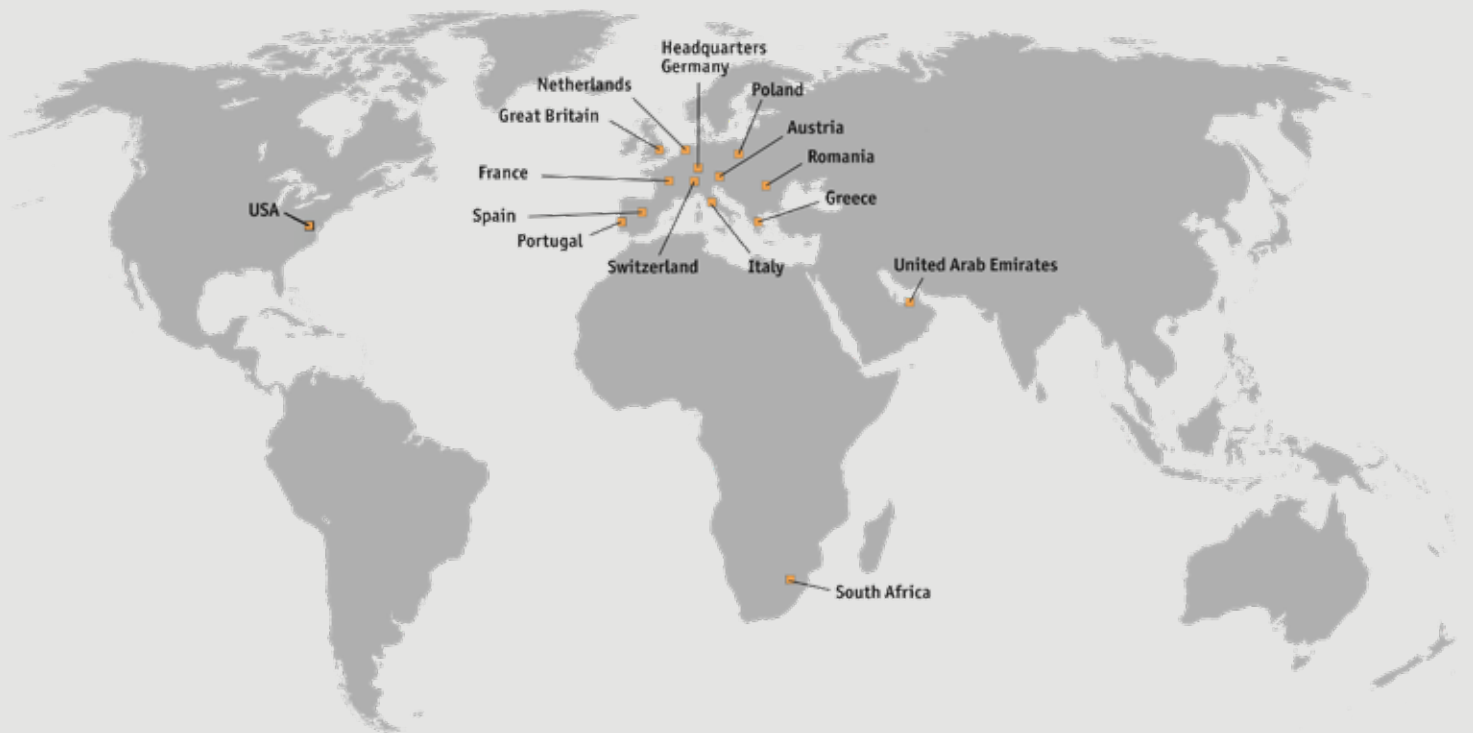 Headquarters
Germany
Netherlands
Poland
Great Britain
Austria
Romania
France
Greece
USA
Spain
Portugal
Switzerland
Italy
United Arab Emirates
South Africa